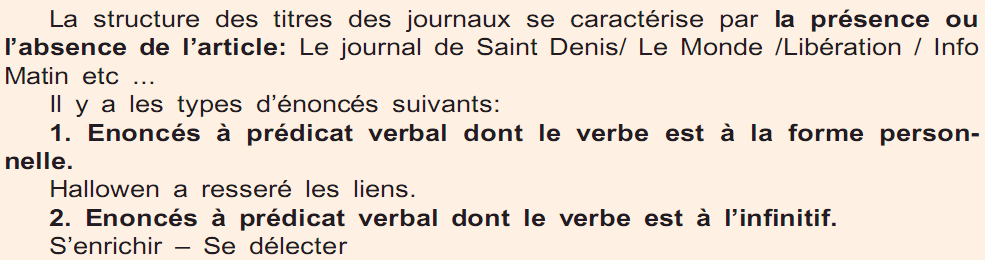 La structure des titres des journaux se caractérise par la présence ou
l'absence de l'article: Le journal de Saint Denis/ Le Monde /Libération / Info
Matin etc ...
Il y a les types d'énoncés suivants:
1. Enoncés à prédicat verbal dont le verbe est à la forme person-
nelle.
Hallowen a resseré les liens.
2. Enoncés à prédicat verbal dont le verbe est à l'infinitif.
S'enrichir – Se délecter